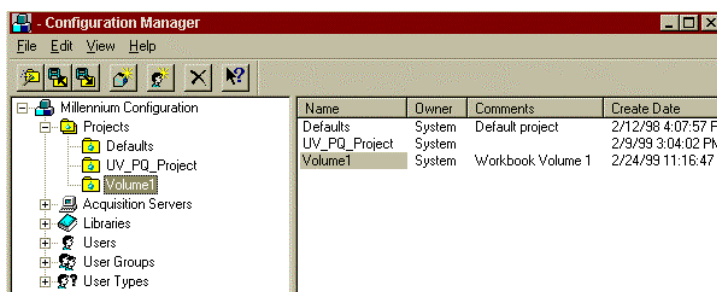 - Configuration Manager
File Edit View Help
Millennium Configuration
Projects
Defaults
UV_PQ_Project
Volume1
Acquisition Servers
Libraries
Users
User Groups
User Types
Name Owner Comments Create Date
Defaults System Default project 2/12/98 4:07:57 P
UV_PQ_Project System 2/9/99 3:04:02 PM
Volume1 System Workbook Volume 1 2/24/99 11:16:47